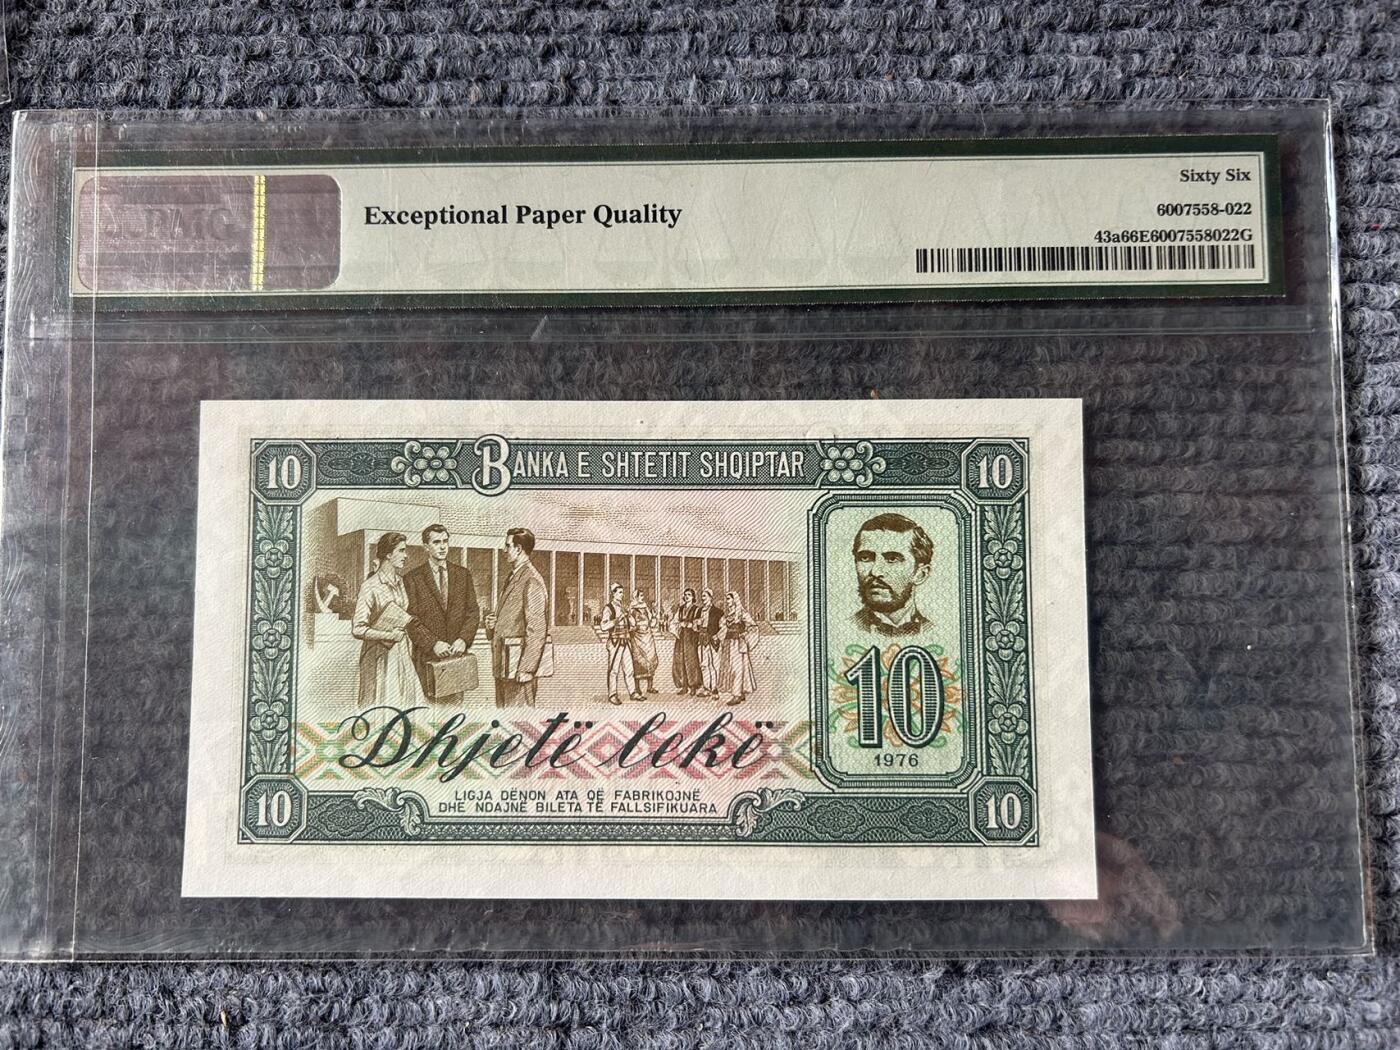 PMG
Exceptional Paper Quality
Sixty Six
6007558-022
43a66E6007558022G
10
BANKA E SHTETIT SHQIPTAR
10
10
1976
Dhjetë lekë
10
LIGJA DËNON ATA QË FABRIKOJNË
DHE NDAJNË BILETA TË FALLSIFIKUARA
10